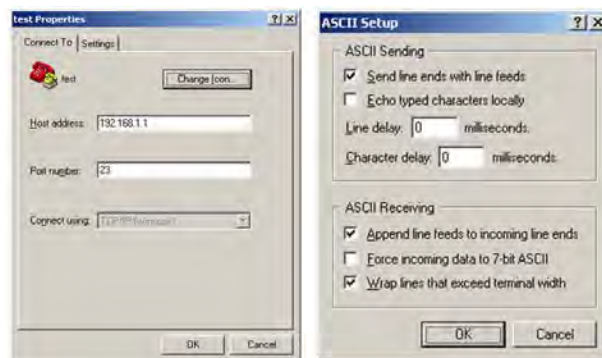 test Properties
Connect To
Settings
test
Change Icon...
Host address:
192.168.1.1
Port number:
23
Connect using:
TCP/IP (Winsock)
OK
Cancel
ASCII Setup
ASCII Sending
Send line ends with line feeds
Echo typed characters locally
Line delay: 0 milliseconds.
Character delay: 0 milliseconds.
ASCII Receiving
Append line feeds to incoming line ends
Force incoming data to 7-bit ASCII
Wrap lines that exceed terminal width
OK
Cancel